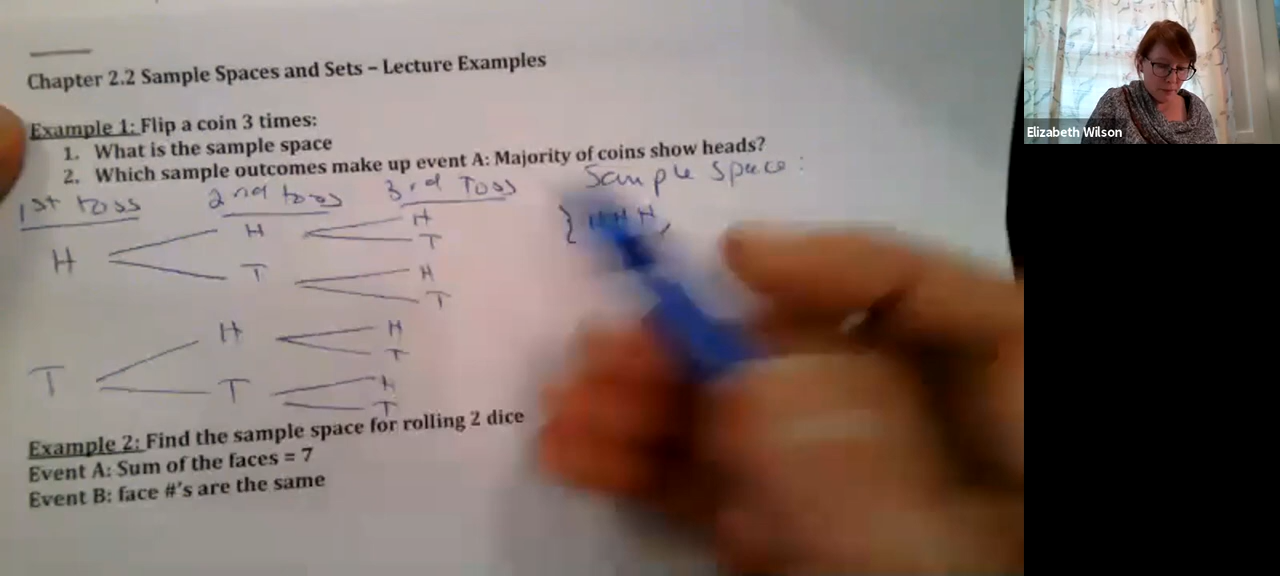 Chapter 2.2 Sample Spaces and Sets – Lecture Examples
Example 1: Flip a coin 3 times:
1. What is the sample space
2. Which sample outcomes make up event A: Majority of coins show heads?
1st toss 2nd toss 3rd Toss
Sample Space:
{ HHH,
H H H
T
T H
T
T H H
T
T H
T
Example 2: Find the sample space for rolling 2 dice
Event A: Sum of the faces = 7
Event B: face #'s are the same
Elizabeth Wilson